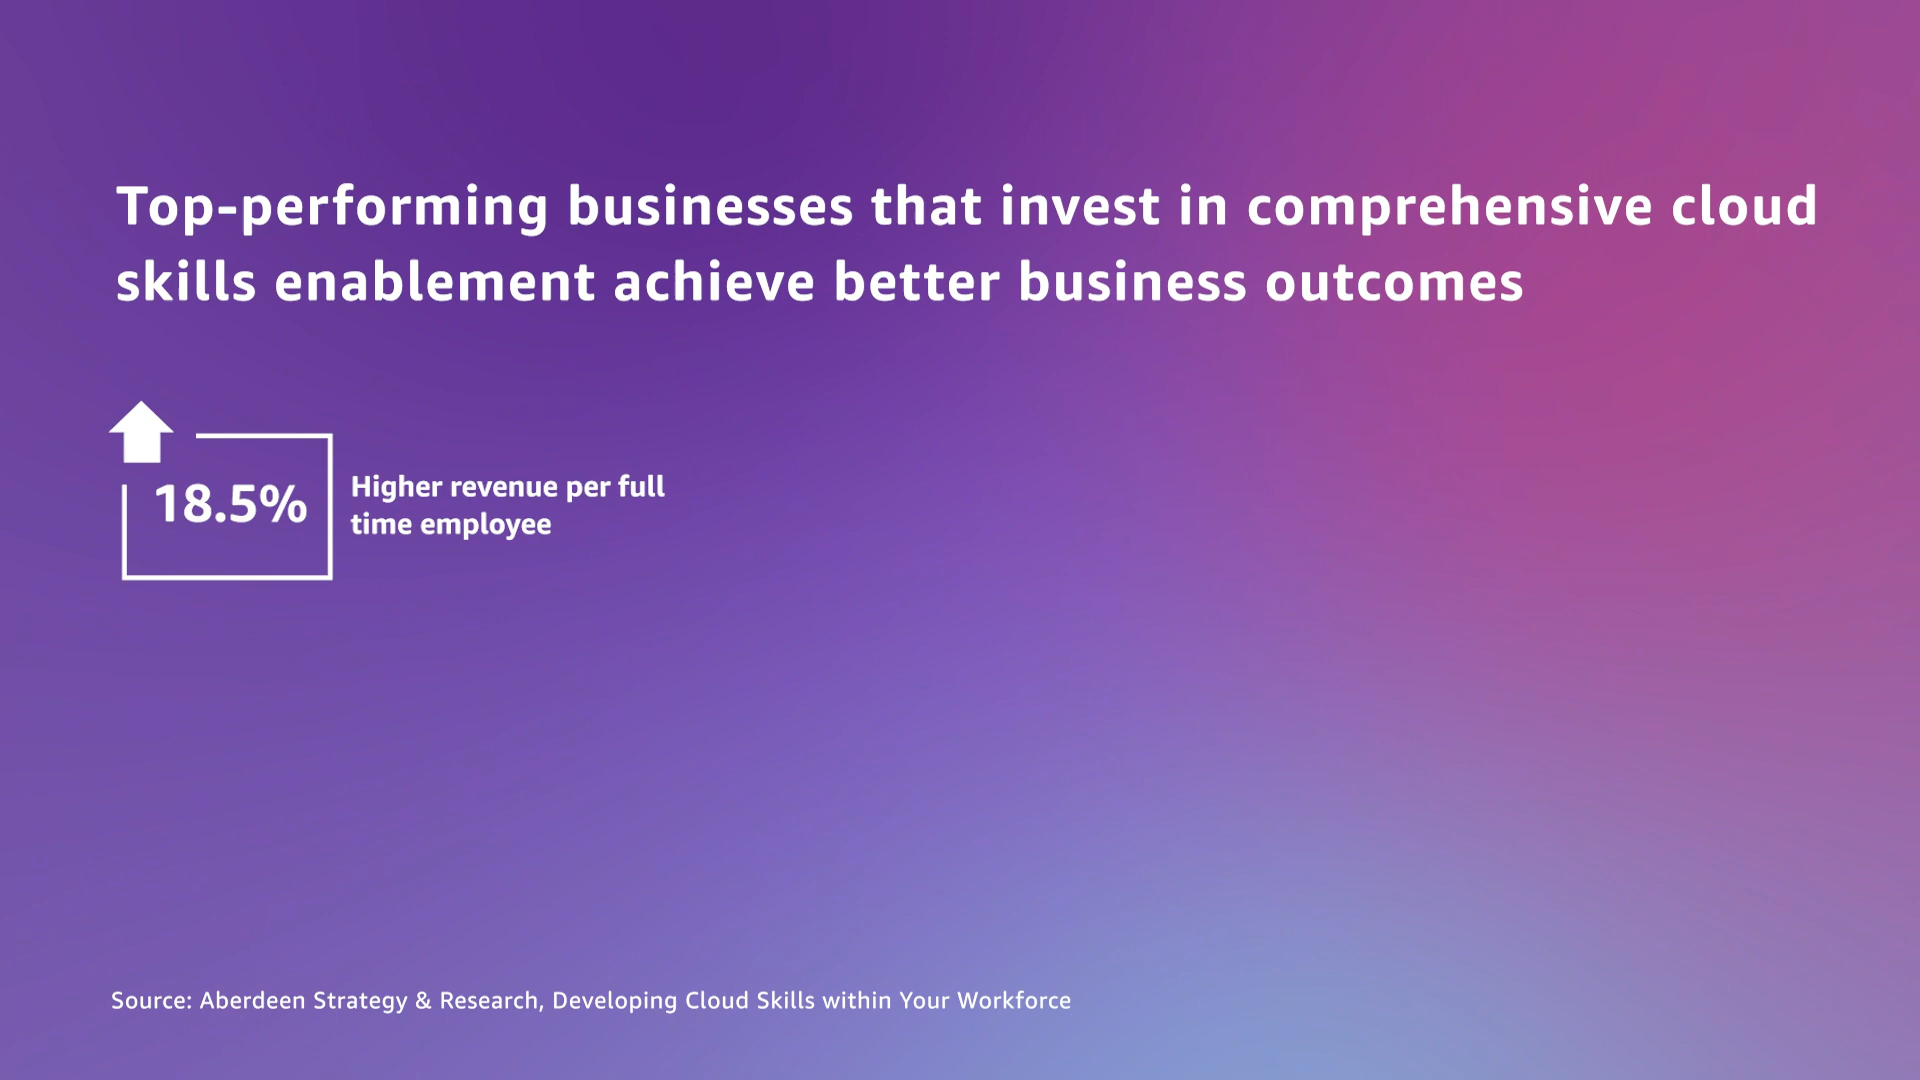 Top-performing businesses that invest in comprehensive cloud
skills enablement achieve better business outcomes
18.5%
Higher revenue per full
time employee
Source: Aberdeen Strategy & Research, Developing Cloud Skills within Your Workforce